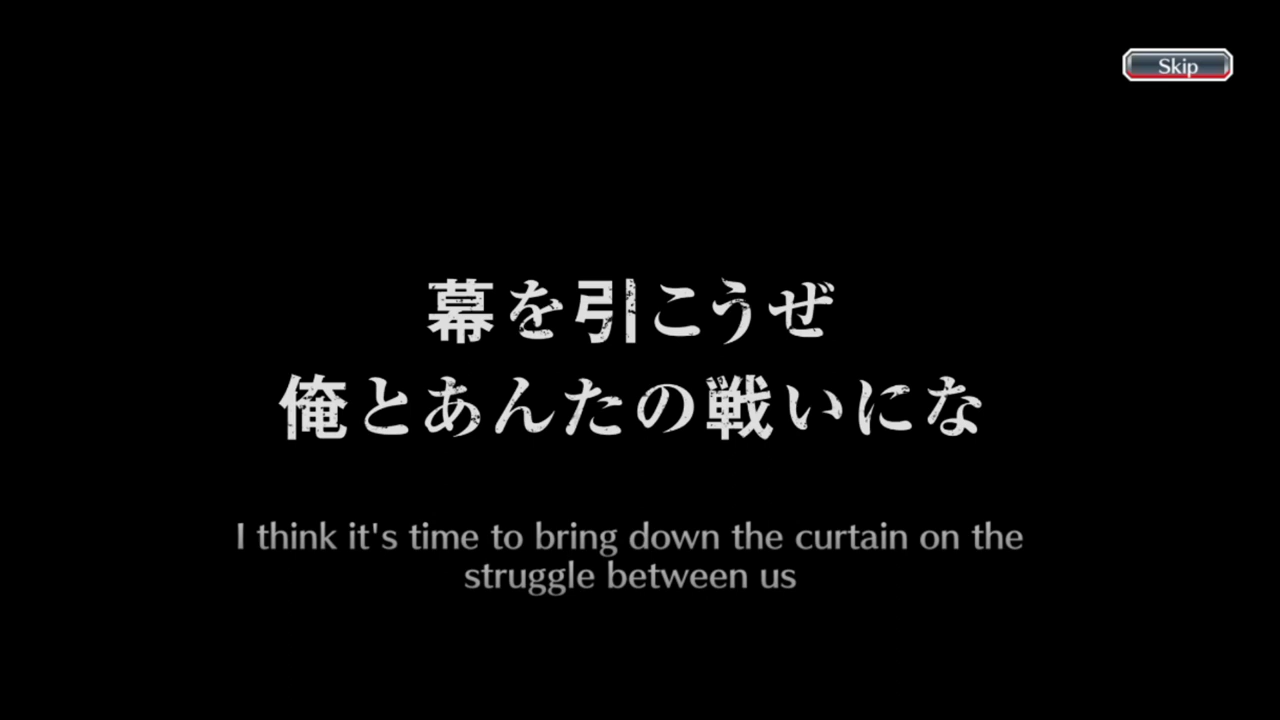 Skip
幕を引こうぜ
俺とあんたの戦いにな
I think it's time to bring down the curtain on the
struggle between us